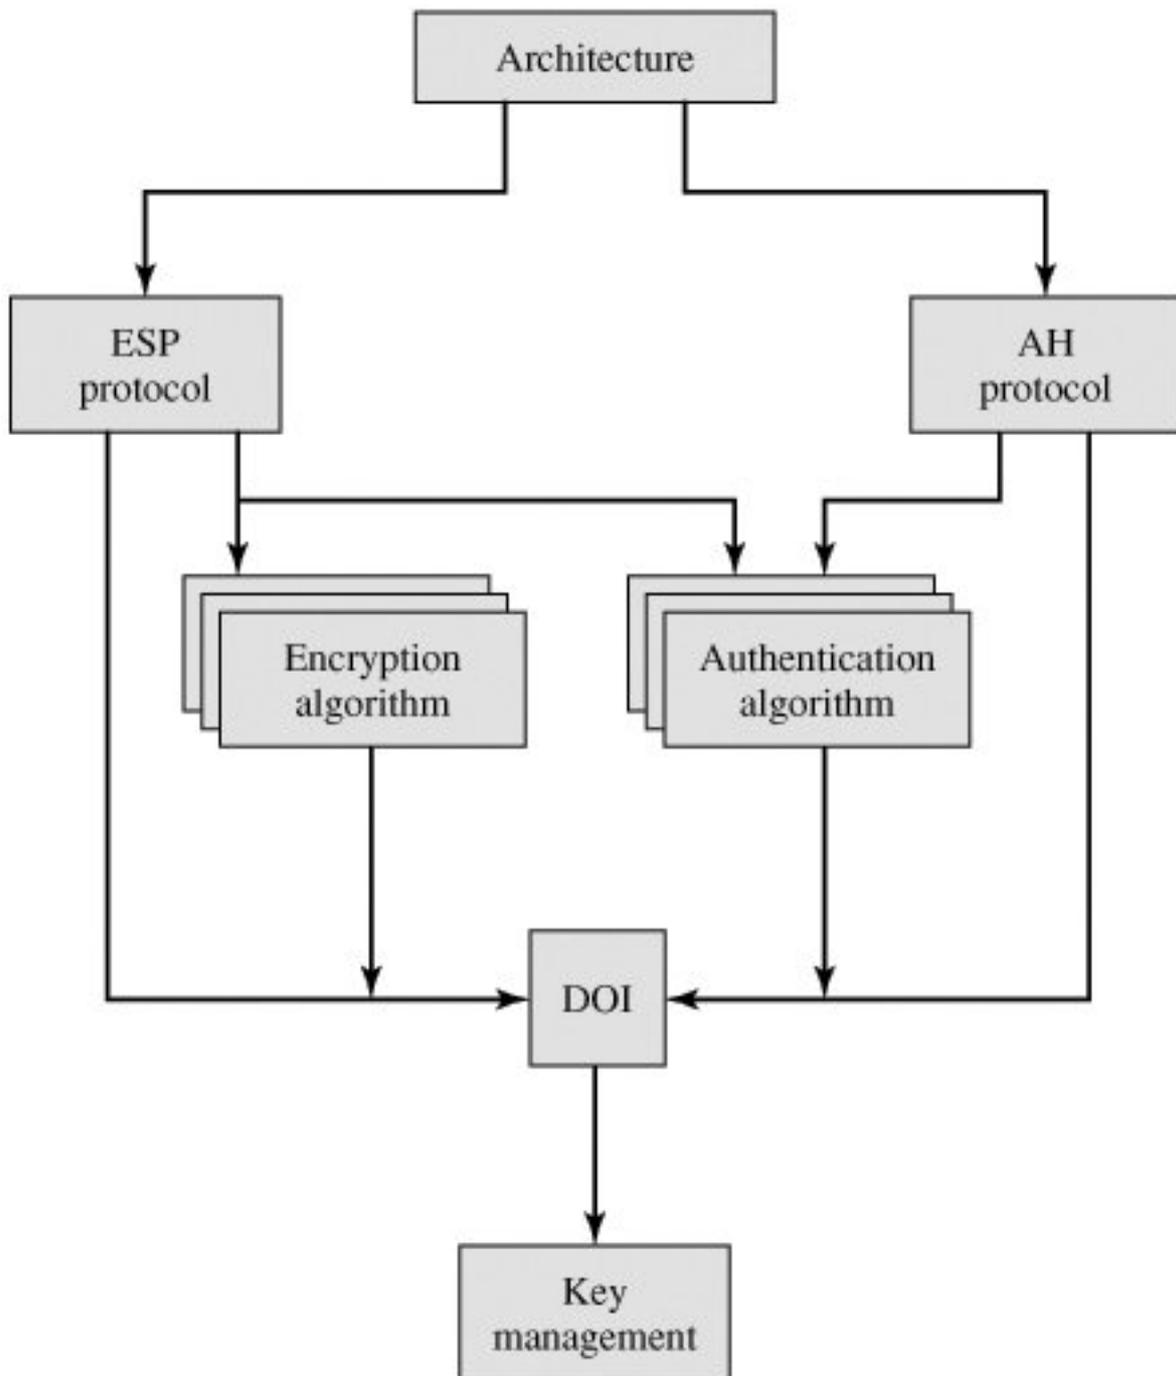 Architecture
ESP
protocol
AH
protocol
Encryption
algorithm
Authentication
algorithm
DOI
Key
management